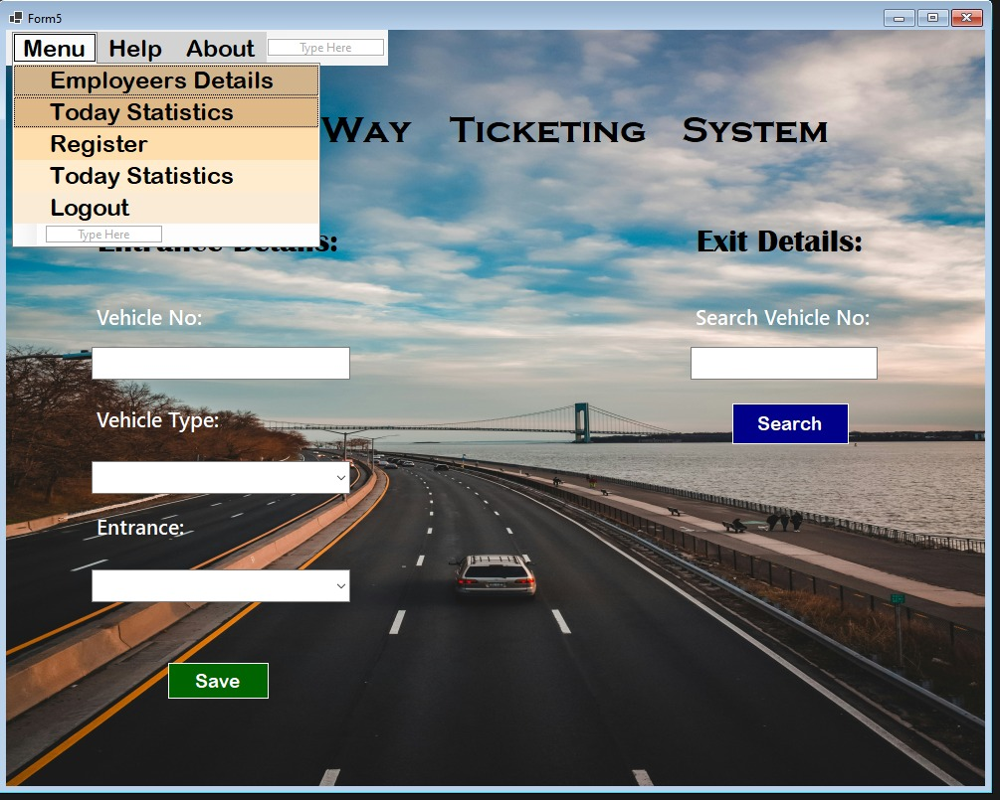 Form5
Menu Help About Type Here
Employeers Details
Today Statistics
Way Ticketing System
Register
Today Statistics
Logout
Type Here
Entrance Details:
Exit Details:
Vehicle No:
Search Vehicle No:
Vehicle Type:
Search
Entrance:
Save